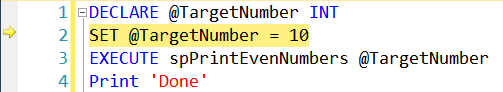 1 DECLARE @TargetNumber INT
2 SET @TargetNumber = 10
3 EXECUTE spPrintEvenNumbers @TargetNumber
4 Print 'Done'